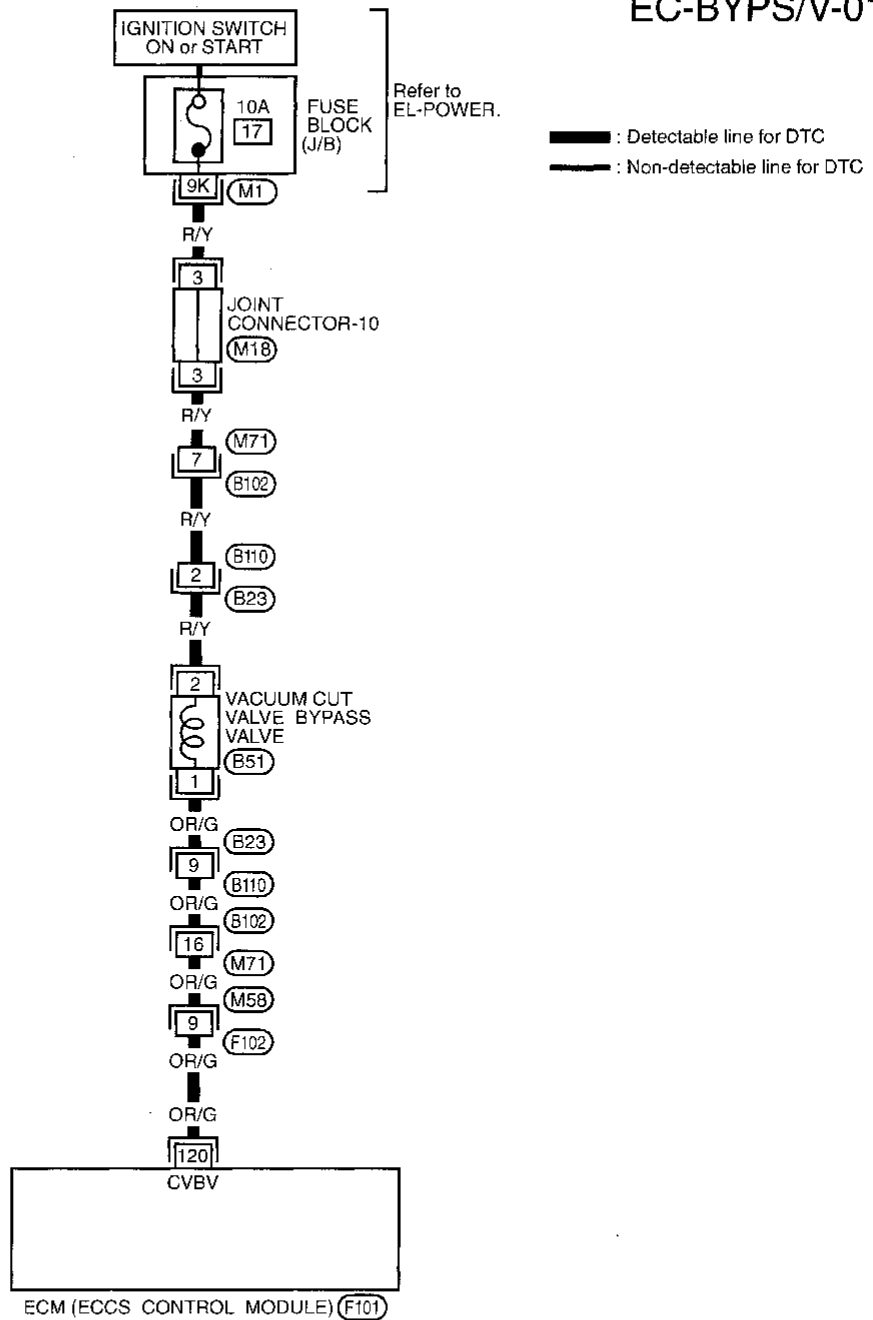 EC-BYPS/V-01
IGNITION SWITCH
ON or START
10A
17
FUSE
BLOCK
(J/B)
Refer to
EL-POWER.
: Detectable line for DTC
: Non-detectable line for DTC
9K
M1
R/Y
3
JOINT
CONNECTOR-10
M18
3
R/Y
M71
7
B102
R/Y
B110
2
B23
R/Y
2
VACUUM CUT
VALVE BYPASS
VALVE
B51
1
OR/G
B23
9
B110
OR/G
B102
16
M71
OR/G
M58
9
F102
OR/G
OR/G
120
CVBV
ECM (ECCS CONTROL MODULE) F101